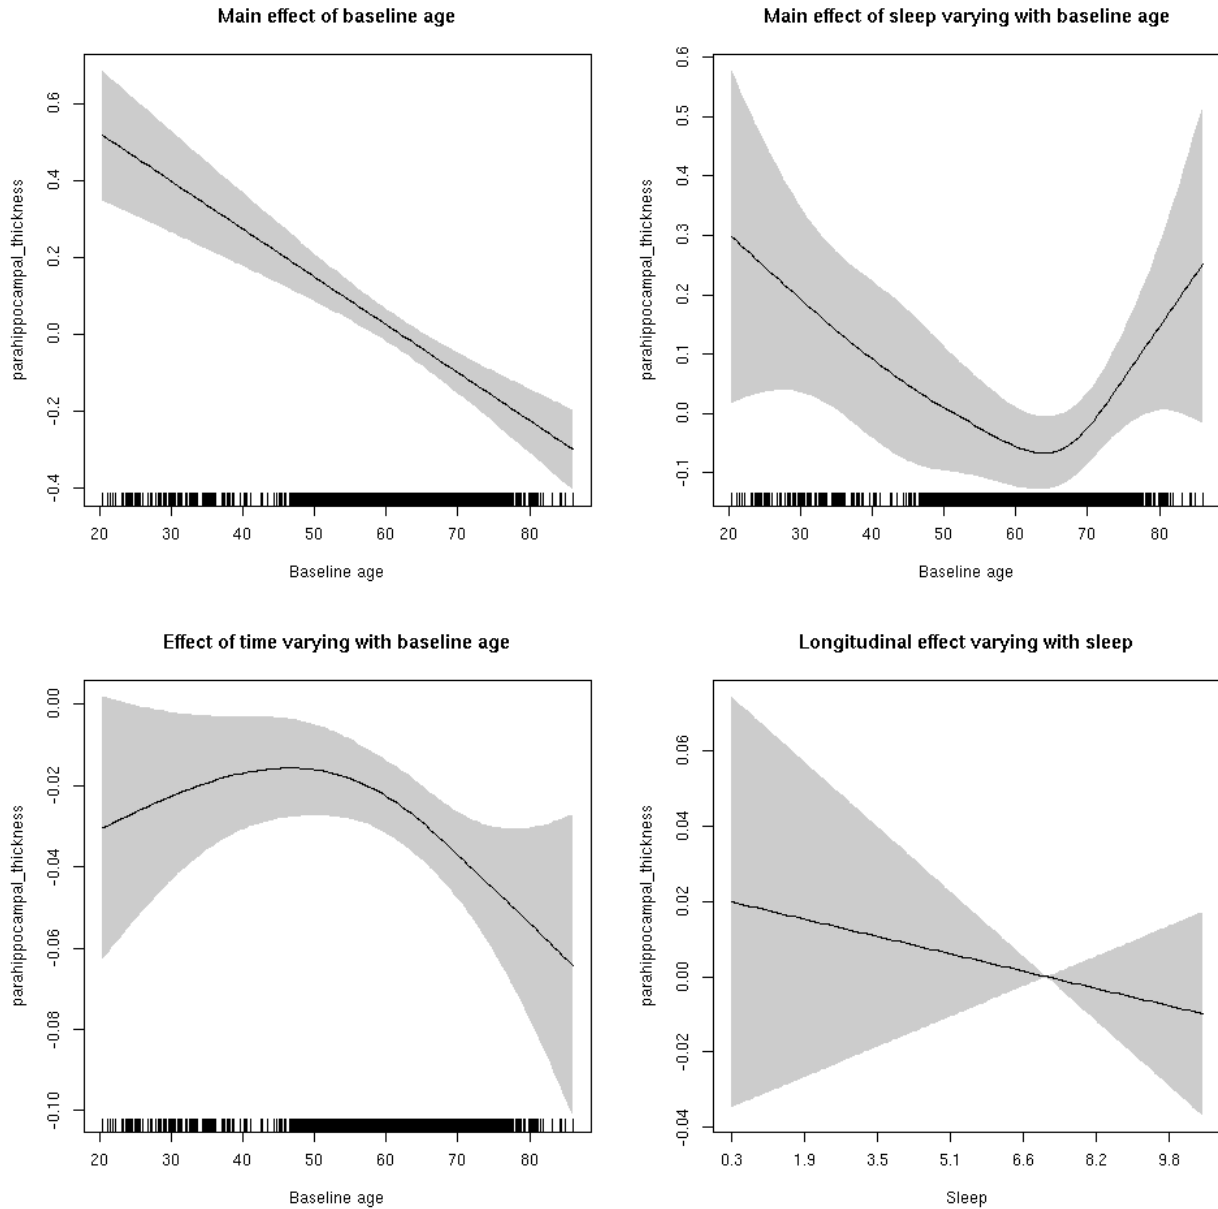 Main effect of baseline age
parahippocampal_thickness
0.6
0.4
0.2
0.0
-0.2
-0.4
20 30 40 50 60 70 80
Baseline age
Main effect of sleep varying with baseline age
parahippocampal_thickness
0.6
0.5
0.4
0.3
0.2
0.1
0.0
-0.1
20 30 40 50 60 70 80
Baseline age
Effect of time varying with baseline age
parahippocampal_thickness
0.00
-0.02
-0.04
-0.06
-0.08
-0.10
20 30 40 50 60 70 80
Baseline age
Longitudinal effect varying with sleep
parahippocampal_thickness
0.06
0.04
0.02
0.00
-0.02
-0.04
0.3 1.9 3.5 5.1 6.6 8.2 9.8
Sleep